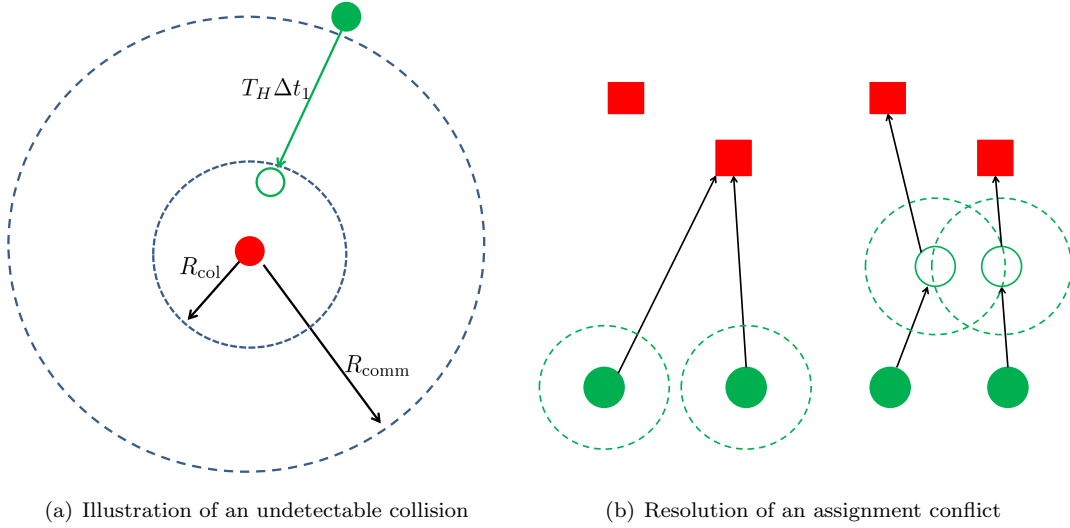 T_H Δt_1
R_col
R_comm
(a) Illustration of an undetectable collision
(b) Resolution of an assignment conflict